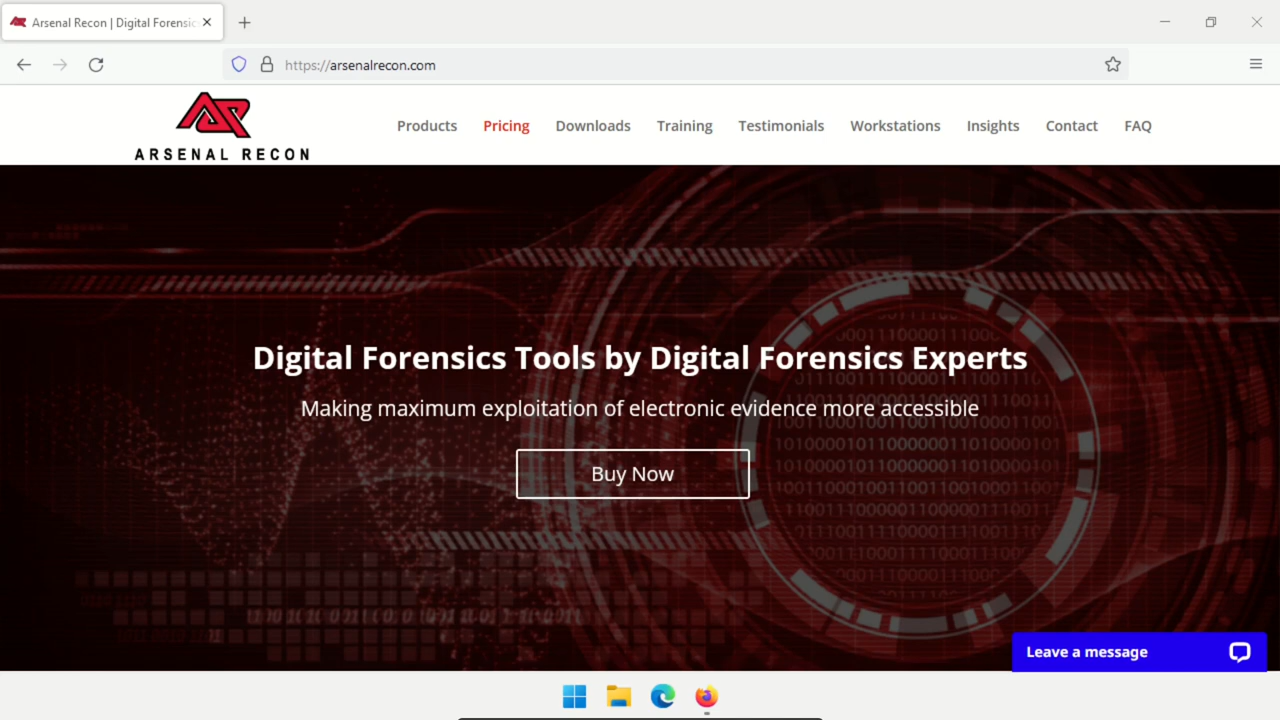 Arsenal Recon | Digital Forensic
https://arsenalrecon.com
ARSENAL RECON
Products Pricing Downloads Training Testimonials Workstations Insights Contact FAQ
Digital Forensics Tools by Digital Forensics Experts
Making maximum exploitation of electronic evidence more accessible
Buy Now
Leave a message